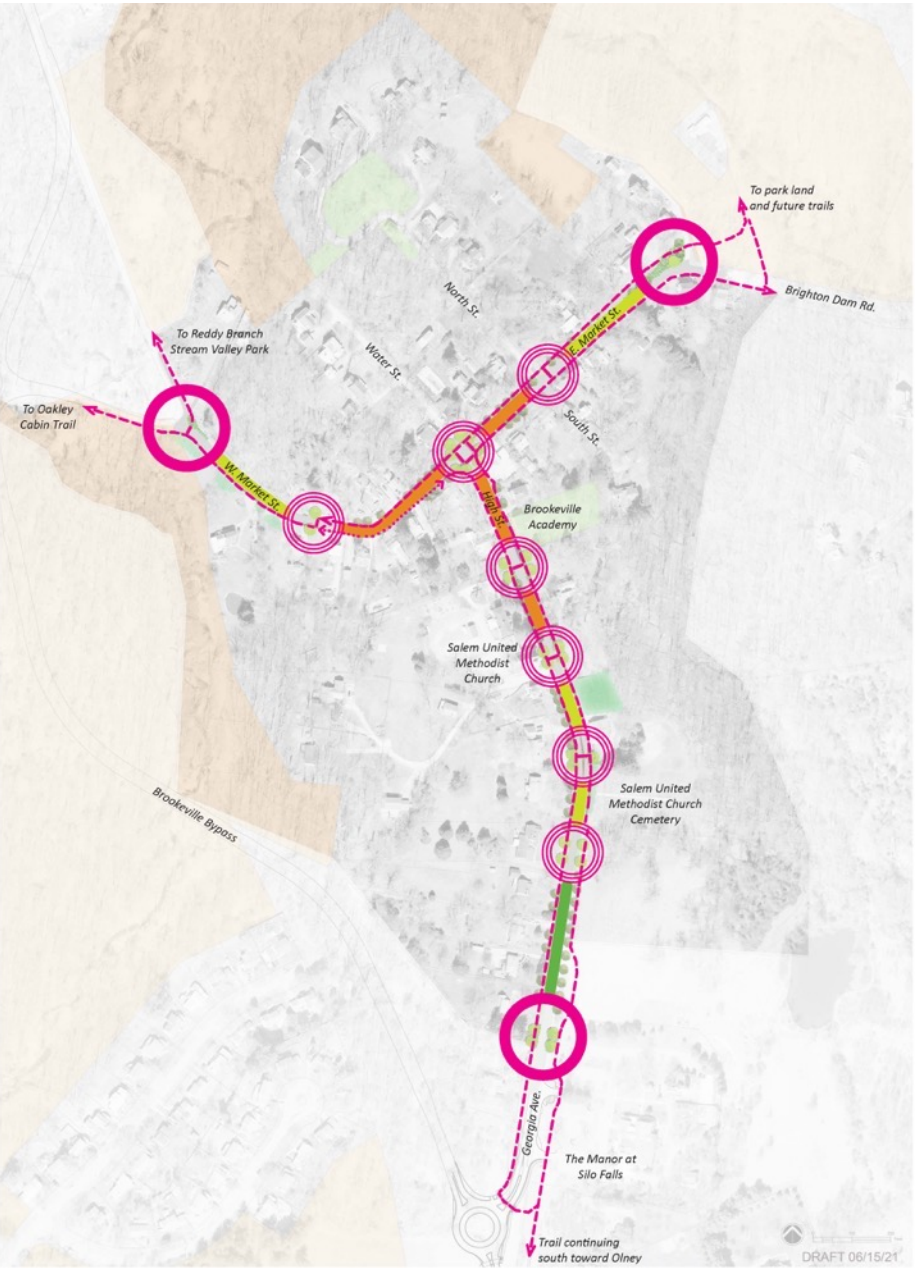 To park land
and future trails
Brighton Dam Rd.
North St.
E. Market St.
To Reddy Branch
Stream Valley Park
Water St.
To Oakley
Cabin Trail
South St.
W. Market St.
High St.
Brookeville
Academy
Salem United
Methodist
Church
Salem United
Methodist Church
Cemetery
Brookeville Bypass
Georgia Ave.
The Manor at
Silo Falls
Trail continuing
south toward Olney
DRAFT 06/15/21